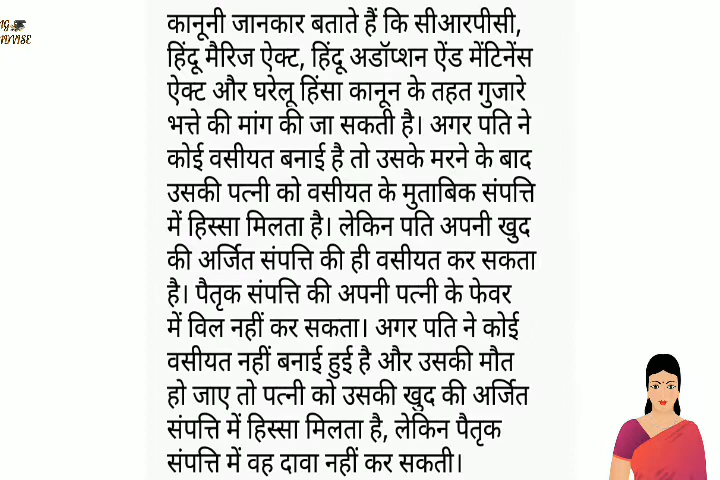 कानूनी जानकार बताते हैं कि सीआरपीसी,
हिंदू मैरिज ऐक्ट, हिंदू अडॉप्शन ऐंड मेंटिनेंस
ऐक्ट और घरेलू हिंसा कानून के तहत गुजारे
भत्ते की मांग की जा सकती है। अगर पति ने
कोई वसीयत बनाई है तो उसके मरने के बाद
उसकी पत्नी को वसीयत के मुताबिक संपत्ति
में हिस्सा मिलता है। लेकिन पति अपनी खुद
की अर्जित संपत्ति की ही वसीयत कर सकता
है। पैतृक संपत्ति की अपनी पत्नी के फेवर
में विल नहीं कर सकता। अगर पति ने कोई
वसीयत नहीं बनाई हुई है और उसकी मौत
हो जाए तो पत्नी को उसकी खुद की अर्जित
संपत्ति में हिस्सा मिलता है, लेकिन पैतृक
संपत्ति में वह दावा नहीं कर सकती।